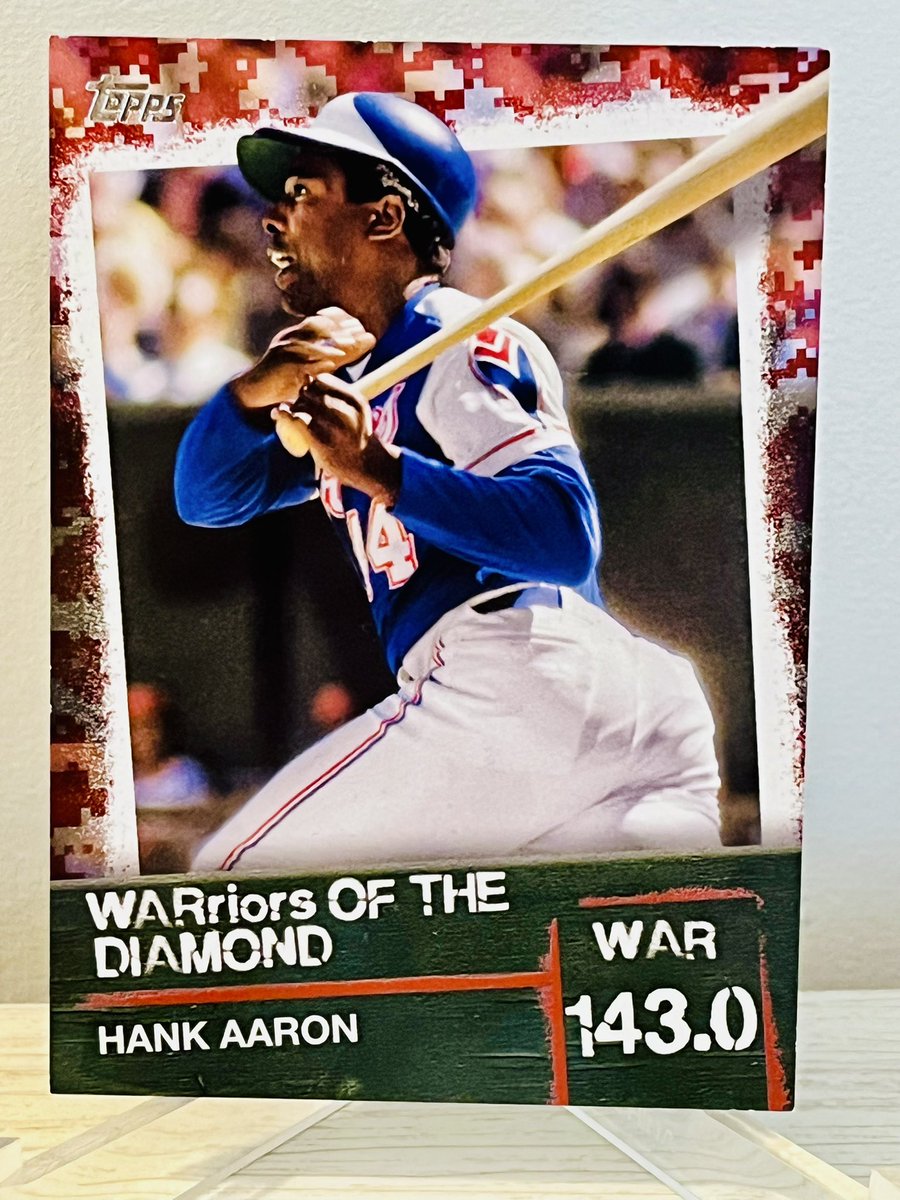 Topps
WARriors OF THE
DIAMOND
HANK AARON
WAR
143.0